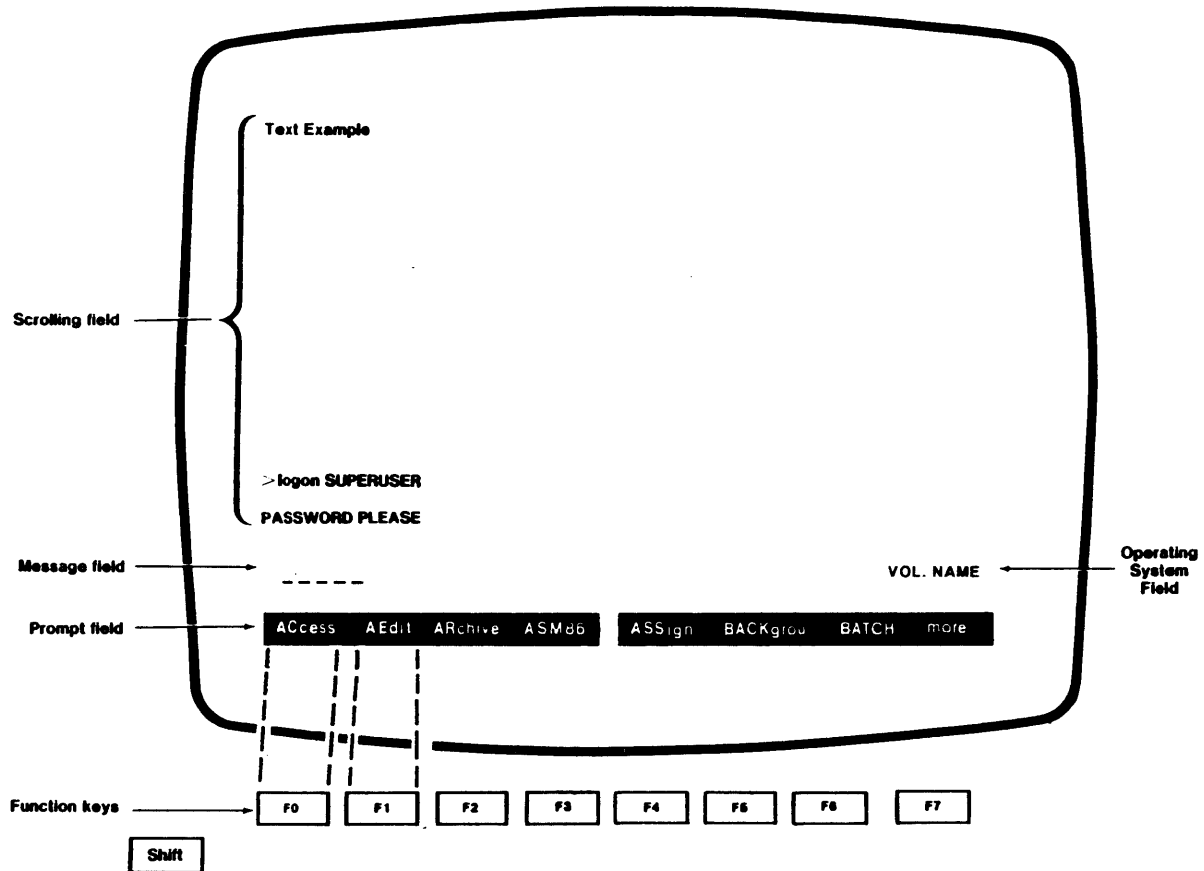 Text Example
Scrolling field
>logon SUPERUSER
PASSWORD PLEASE
Message field
VOL. NAME
Operating
System
Field
Prompt field
ACcess AEdit ARchive ASM86 ASSign BACKgrou BATCH more
Function keys
F0 F1 F2 F3 F4 F5 F6 F7
Shift